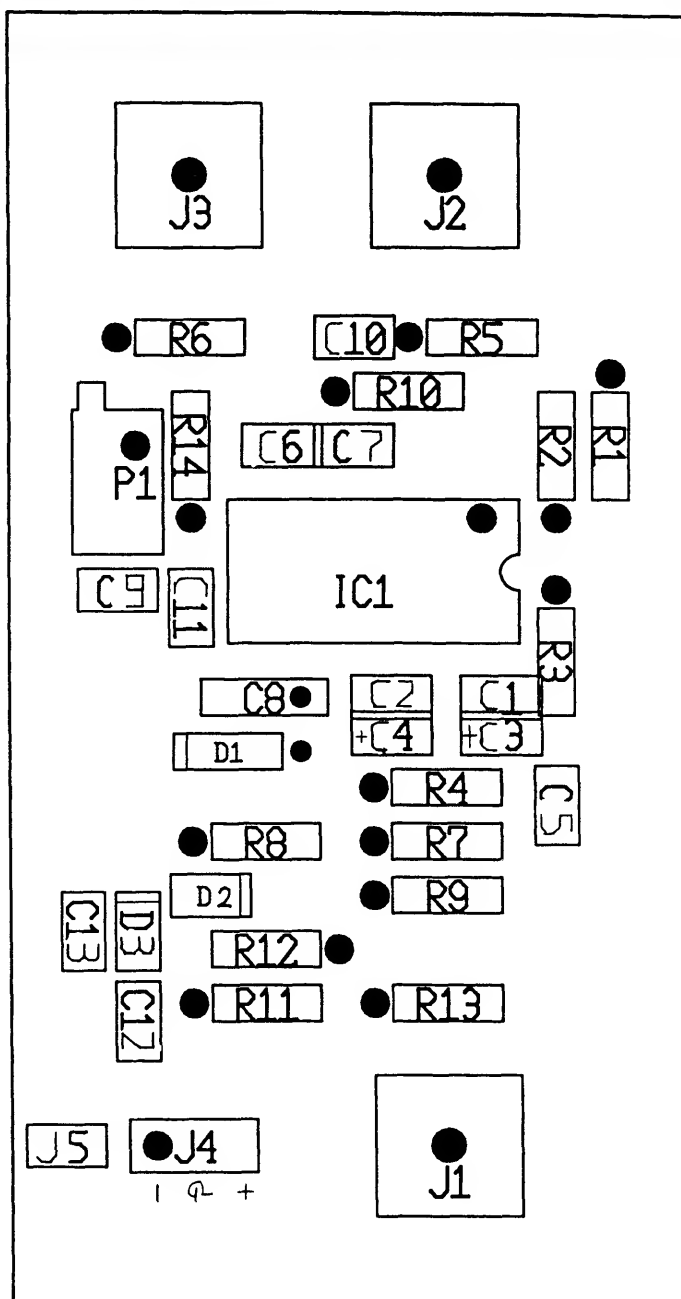 J3 J2
R6 C10 R5
R10
R14 C6 C7 R2 R1
P1
C9 C11 IC1
R3
C8 C2 C1
+C4 +C3
D1
R4 C5
R8 R7
D2 R9
C13 D3
R12
R11 R13
C12
J5 J4 J1
- +